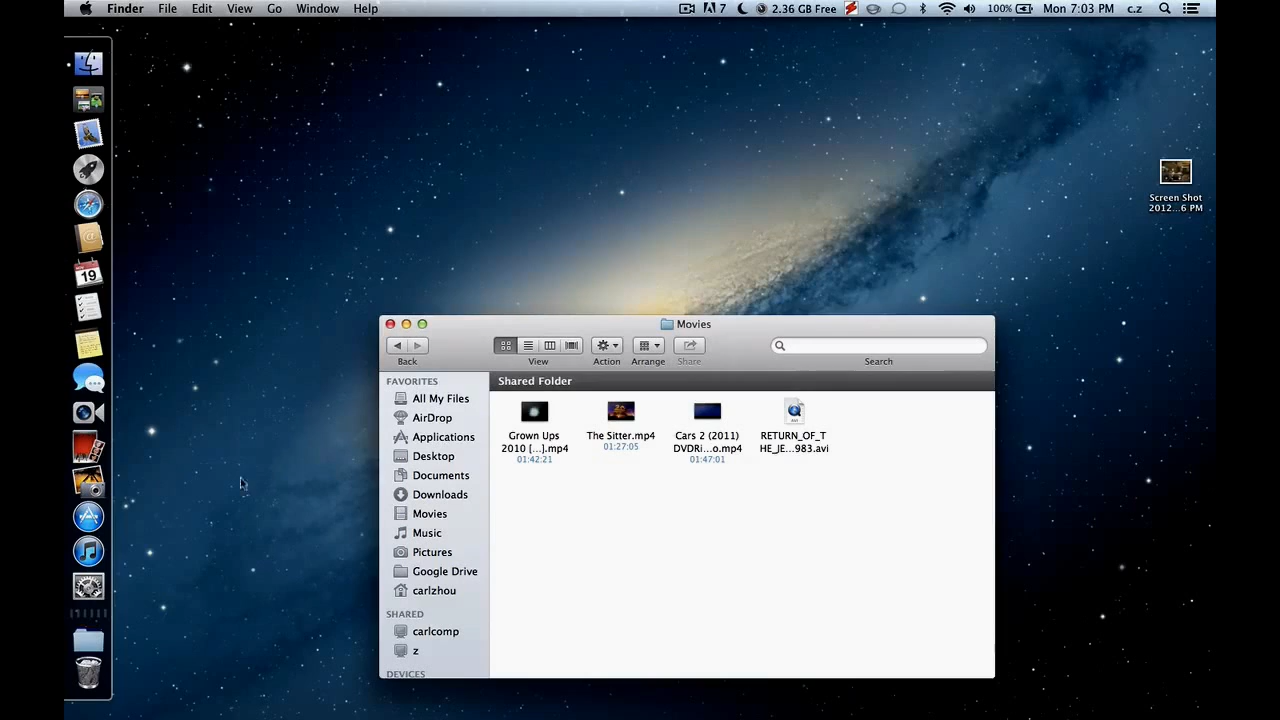 Finder File Edit View Go Window Help 7 2.36 GB Free 100% Mon 7:03 PM c.z
NOV
19
Screen Shot
2012...6 PM
Movies
Back View Action Arrange Share Search
FAVORITES
All My Files
AirDrop
Applications
Desktop
Documents
Downloads
Movies
Music
Pictures
Google Drive
carlzhou
SHARED
carlcomp
z
DEVICES
Shared Folder
Grown Ups
2010 [...].mp4
01:42:21
The Sitter.mp4
01:27:05
Cars 2 (2011)
DVDRi...o.mp4
01:47:01
AVI
RETURN_OF_T
HE_JE...983.avi